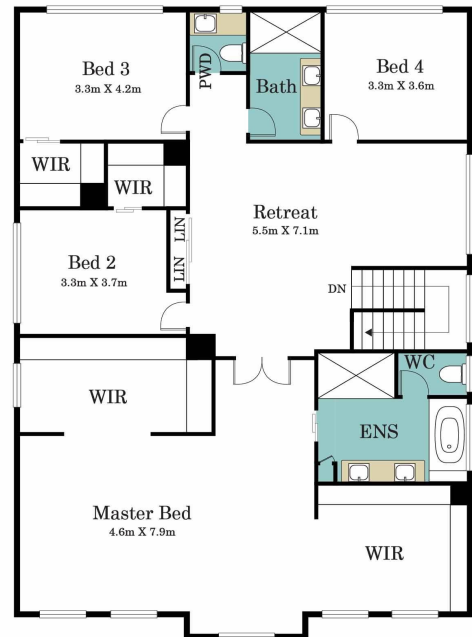 Bed 3
3.3m X 4.2m
PWD
Bath
Bed 4
3.3m X 3.6m
WIR
WIR
Retreat
5.5m X 7.1m
LIN
LIN
Bed 2
3.3m X 3.7m
DN
WC
WIR
ENS
Master Bed
4.6m X 7.9m
WIR